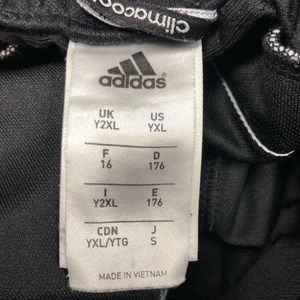 climacool
adidas
UK US
Y2XL YXL
F D
16 176
I E
Y2XL 176
CDN J
YXL/YTG S
MADE IN VIETNAM